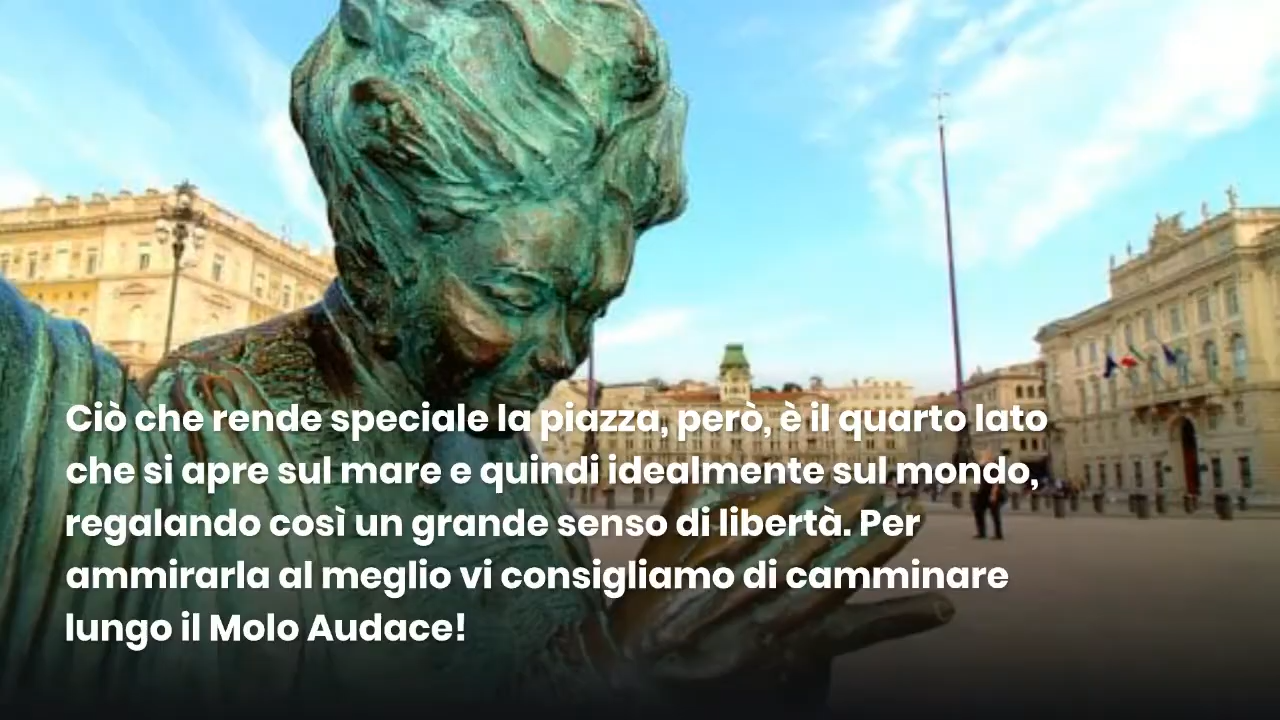 Ciò che rende speciale la piazza, però, è il quarto lato
che si apre sul mare e quindi idealmente sul mondo,
regalando così un grande senso di libertà. Per
ammirarla al meglio vi consigliamo di camminare
lungo il Molo Audace!